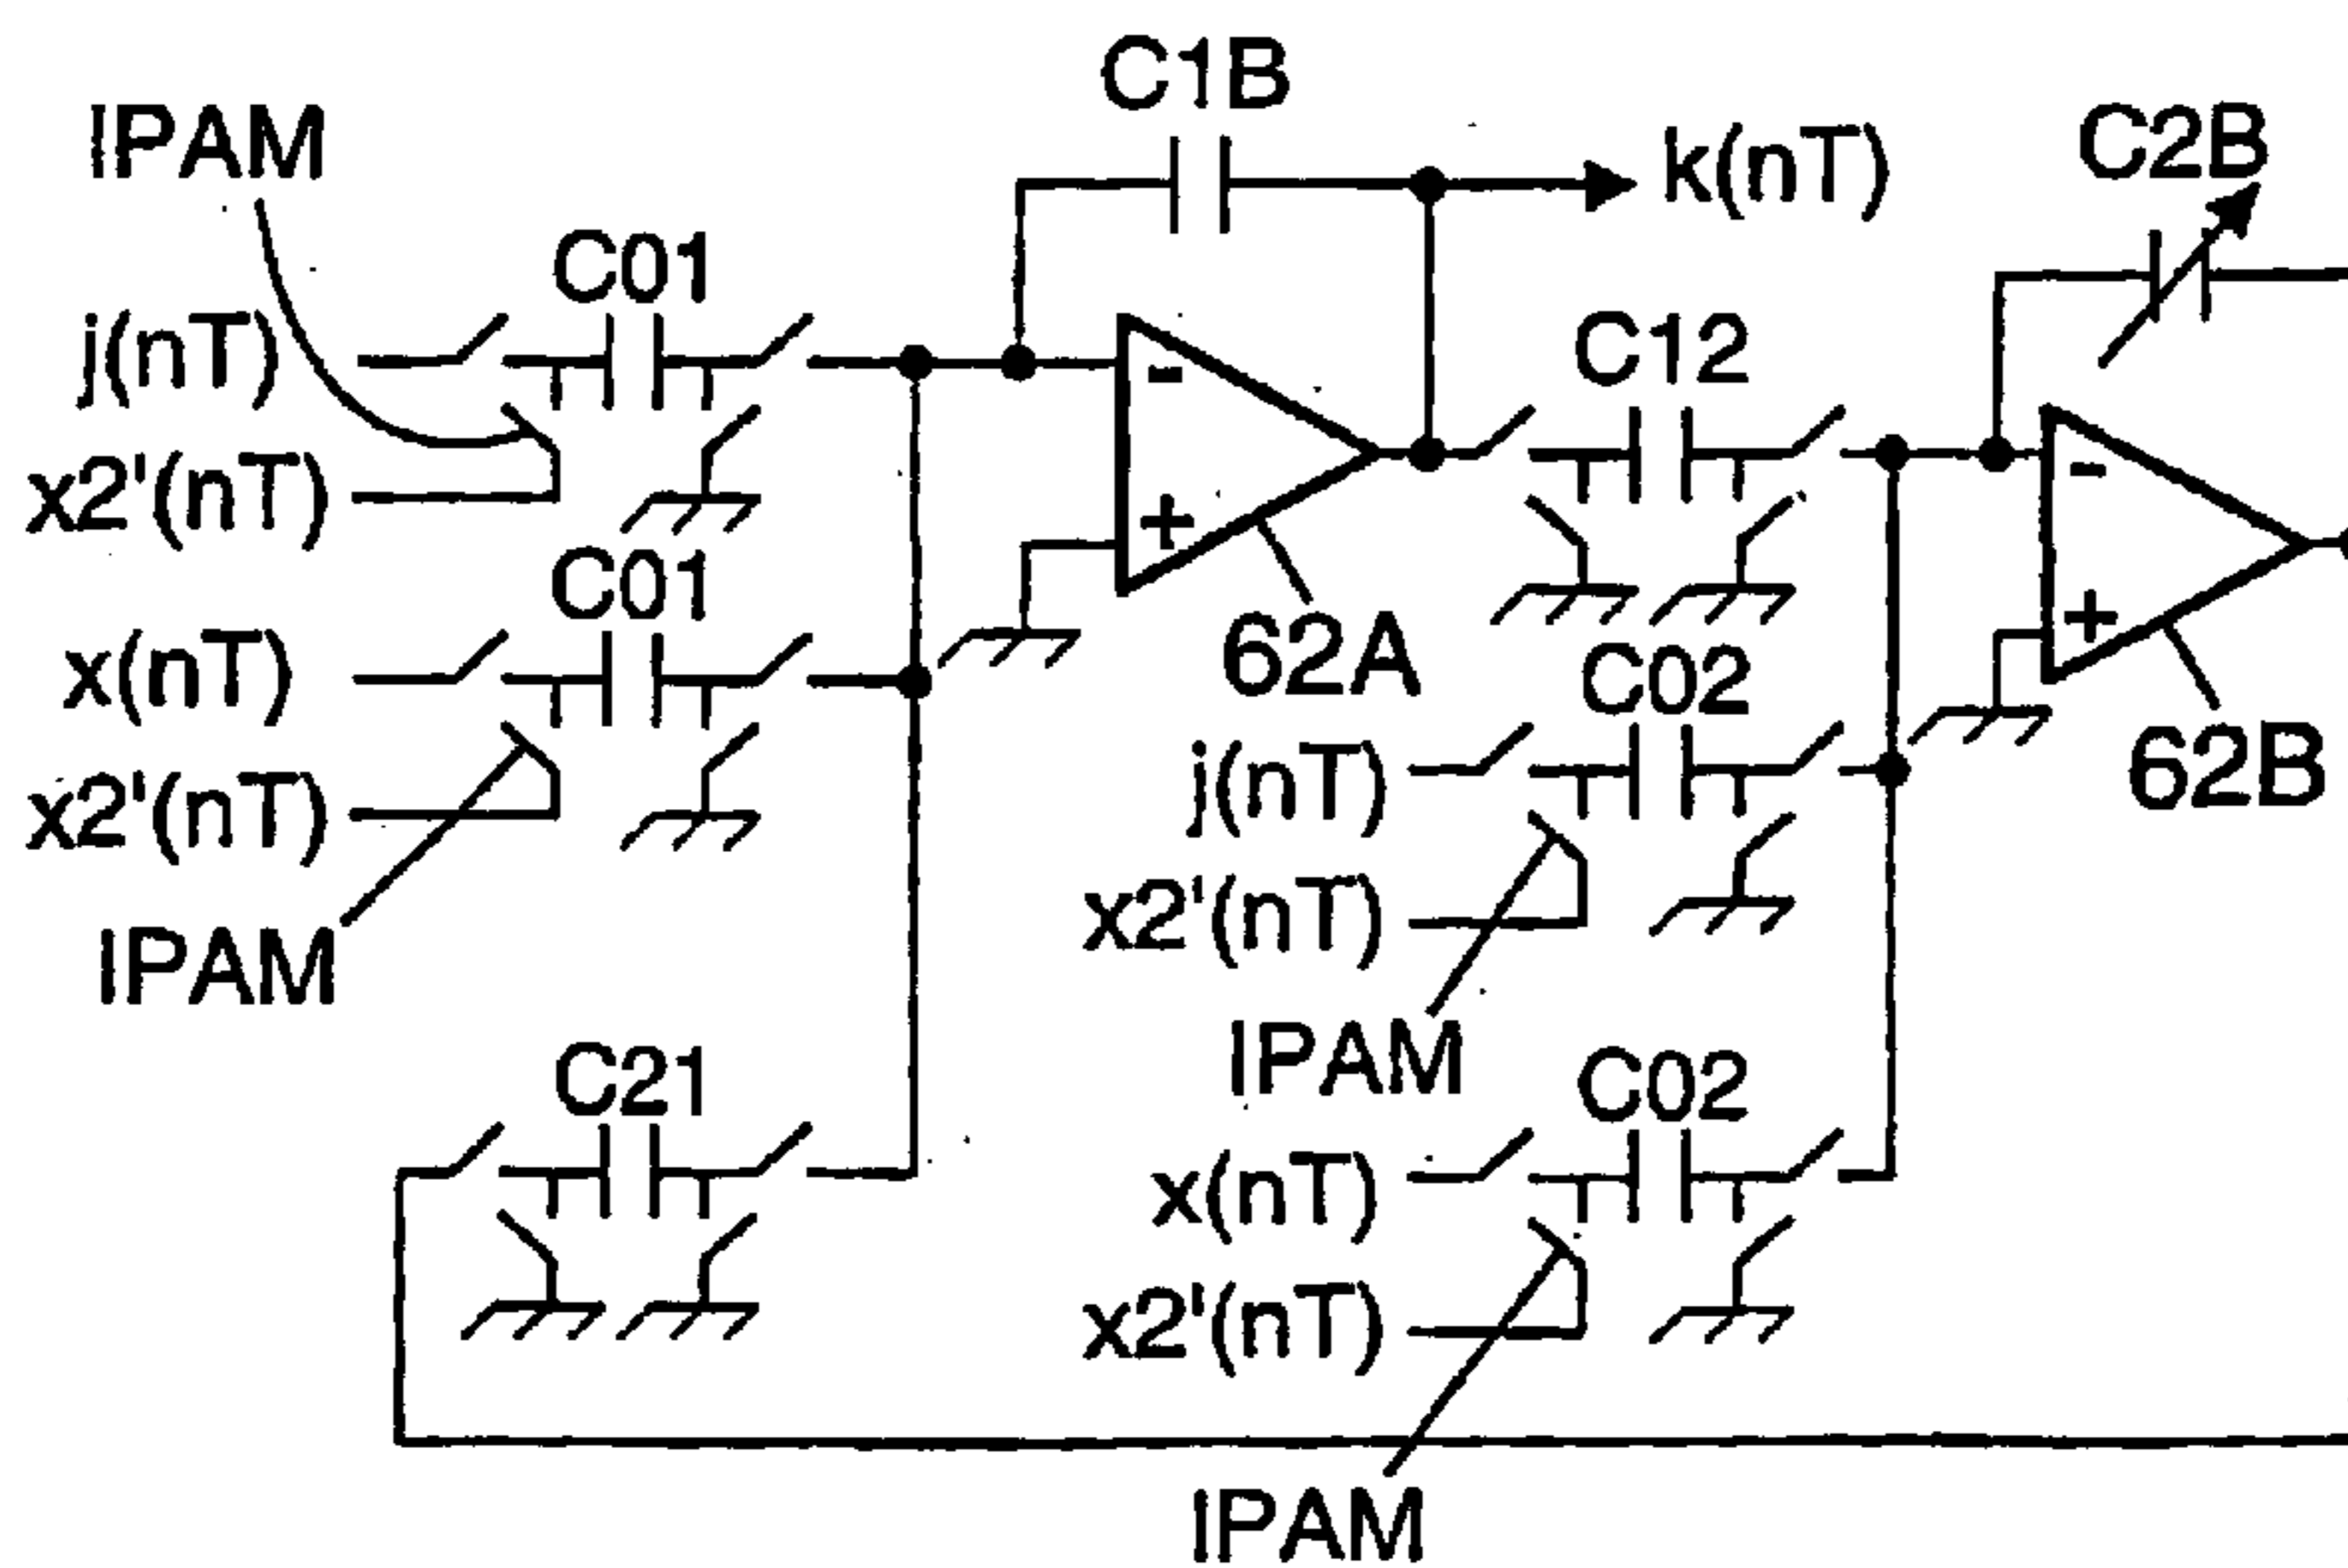 C1B
IPAM
k(nT)
C2B
C01
j(nT)
C12
x2'(nT)
-
-
+
C01
62A
+
x(nT)
C02
62B
x2'(nT)
j(nT)
IPAM
x2'(nT)
IPAM
C21
C02
x(nT)
x2'(nT)
IPAM